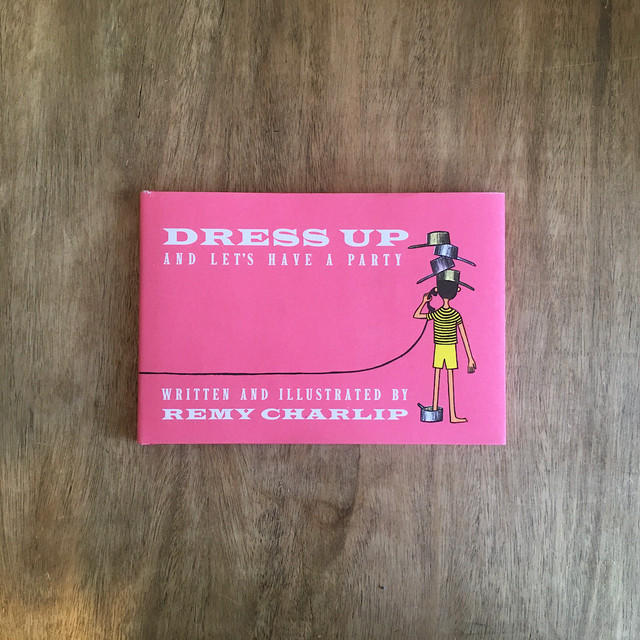 DRESS UP
AND LET'S HAVE A PARTY
WRITTEN AND ILLUSTRATED BY
REMY CHARLIP